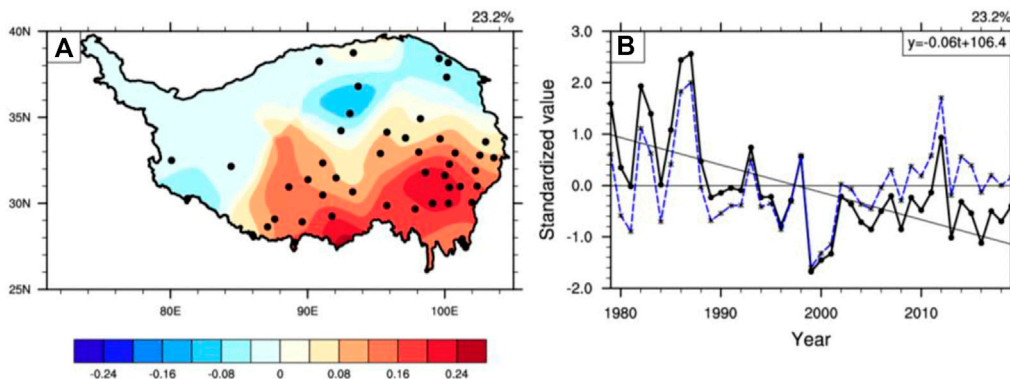 23.2%
40N
A
35N
30N
25N
80E
90E
100E
-0.24
-0.16
-0.08
0
0.08
0.16
0.24
23.2%
B
y=-0.06t+106.4
3.0
2.0
1.0
0.0
-1.0
-2.0
Standardized value
1980
1990
2000
2010
Year